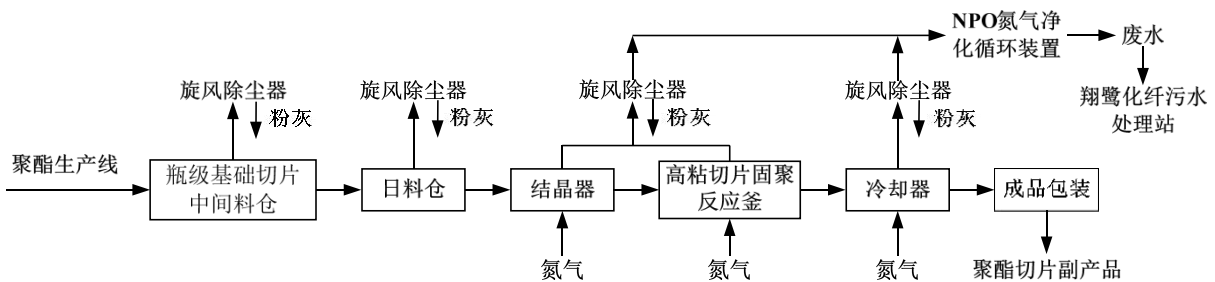 NPO氮气净
化循环装置
废水
旋风除尘器
旋风除尘器
旋风除尘器
旋风除尘器
粉灰
粉灰
粉灰
粉灰
翔鹭化纤污水
处理站
聚酯生产线
瓶级基础切片
中间料仓
日料仓
结晶器
高粘切片固聚
反应釜
冷却器
成品包装
氮气
氮气
氮气
聚酯切片副产品